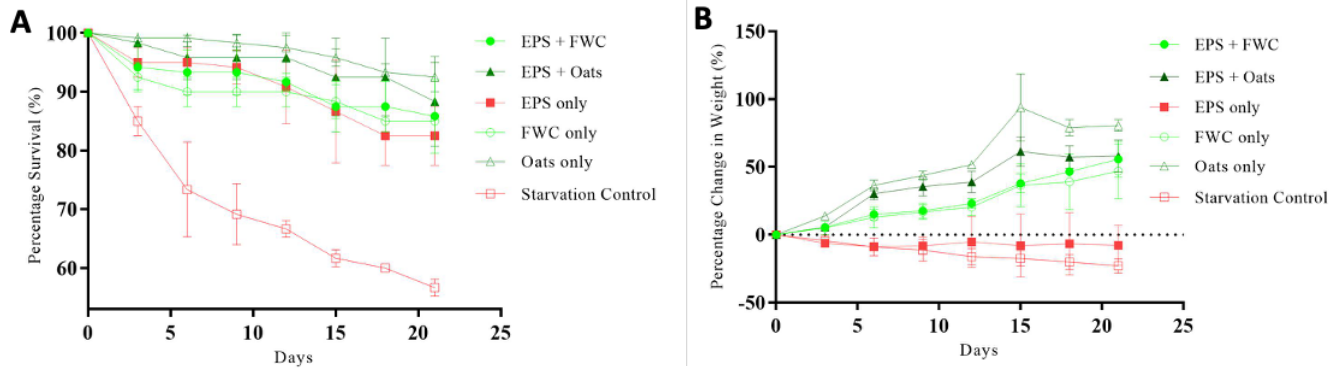 A
Percentage Survival (%)
100
90
80
70
60
0
5
10
15
20
25
Days
EPS + FWC
EPS + Oats
EPS only
FWC only
Oats only
Starvation Control
B
Percentage Change in Weight (%)
150
100
50
0
-50
0
5
10
15
20
25
Days
EPS + FWC
EPS + Oats
EPS only
FWC only
Oats only
Starvation Control